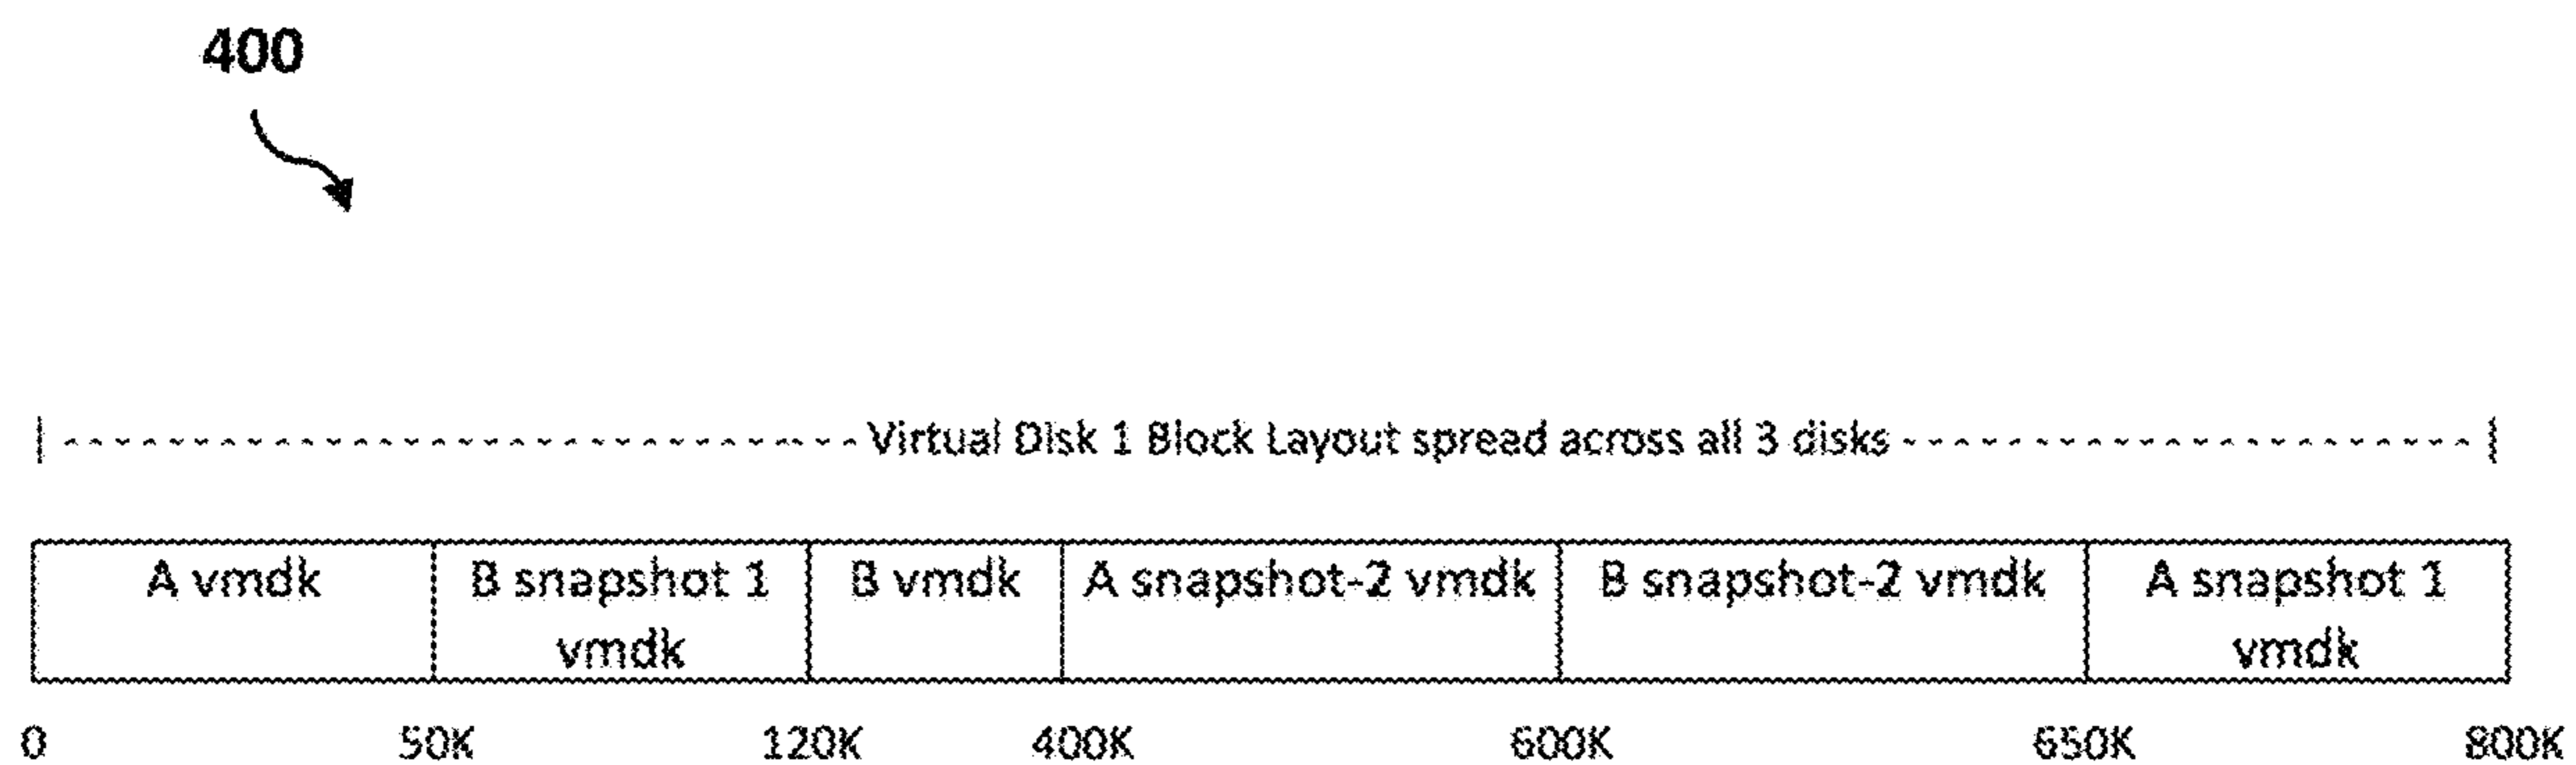 400
Virtual Disk 1 Block Layout spread across all 3 disks
A vmdk
B snapshot 1
vmdk
B vmdk
A snapshot-2 vmdk
B snapshot-2 vmdk
A snapshot 1
vmdk
0
50K
120K
400K
600K
650K
800K